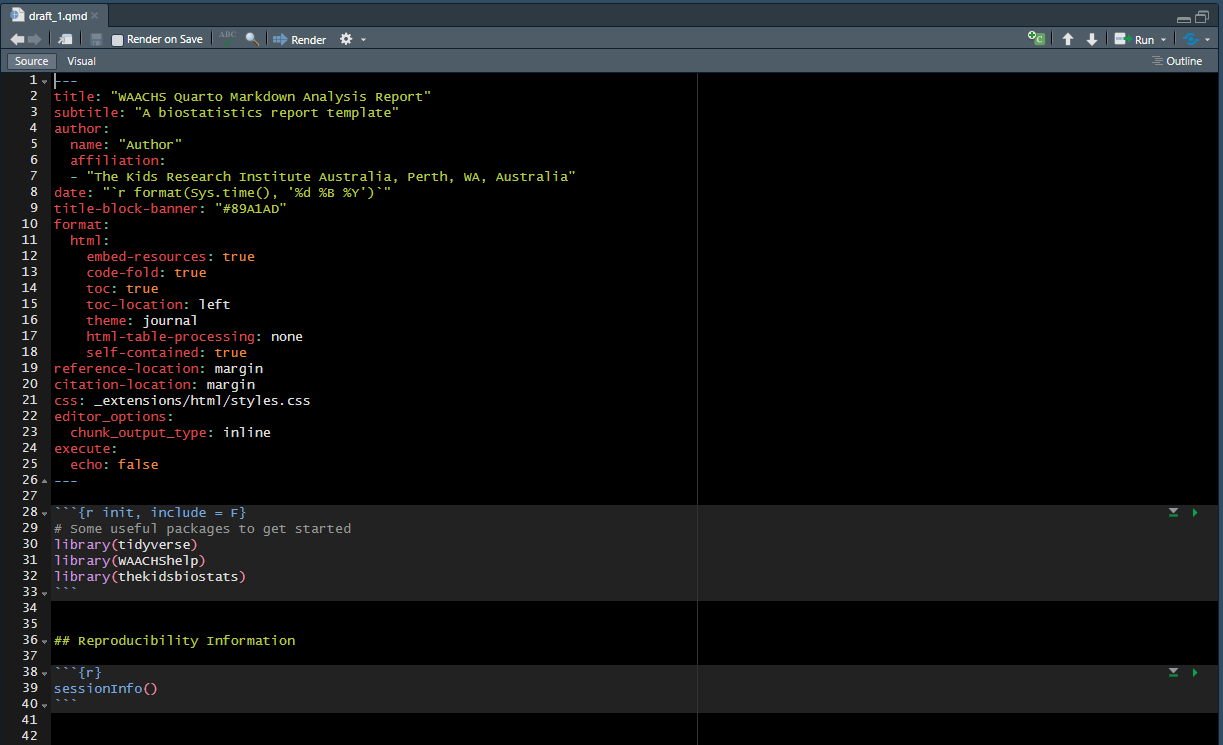 draft_1.qmd
Render on Save
ABC
Render
C
Run
Source
Visual
Outline
1 ---
2 title: "WAACHS Quarto Markdown Analysis Report"
3 subtitle: "A biostatistics report template"
4 author:
5   name: "Author"
6   affiliation:
7   - "The Kids Research Institute Australia, Perth, WA, Australia"
8 date: "`r format(Sys.time(), '%d %B %Y')`"
9 title-block-banner: "#89A1AD"
10 format:
11   html:
12     embed-resources: true
13     code-fold: true
14     toc: true
15     toc-location: left
16     theme: journal
17     html-table-processing: none
18     self-contained: true
19 reference-location: margin
20 citation-location: margin
21 css: _extensions/html/styles.css
22 editor_options:
23   chunk_output_type: inline
24 execute:
25   echo: false
26 ---
27
28 ```{r init, include = F}
29 # Some useful packages to get started
30 library(tidyverse)
31 library(WAACHShelp)
32 library(thekidsbiostats)
33 ```
34
35
36 ## Reproducibility Information
37
38 ```{r}
39 sessionInfo()
40 ```
41
42